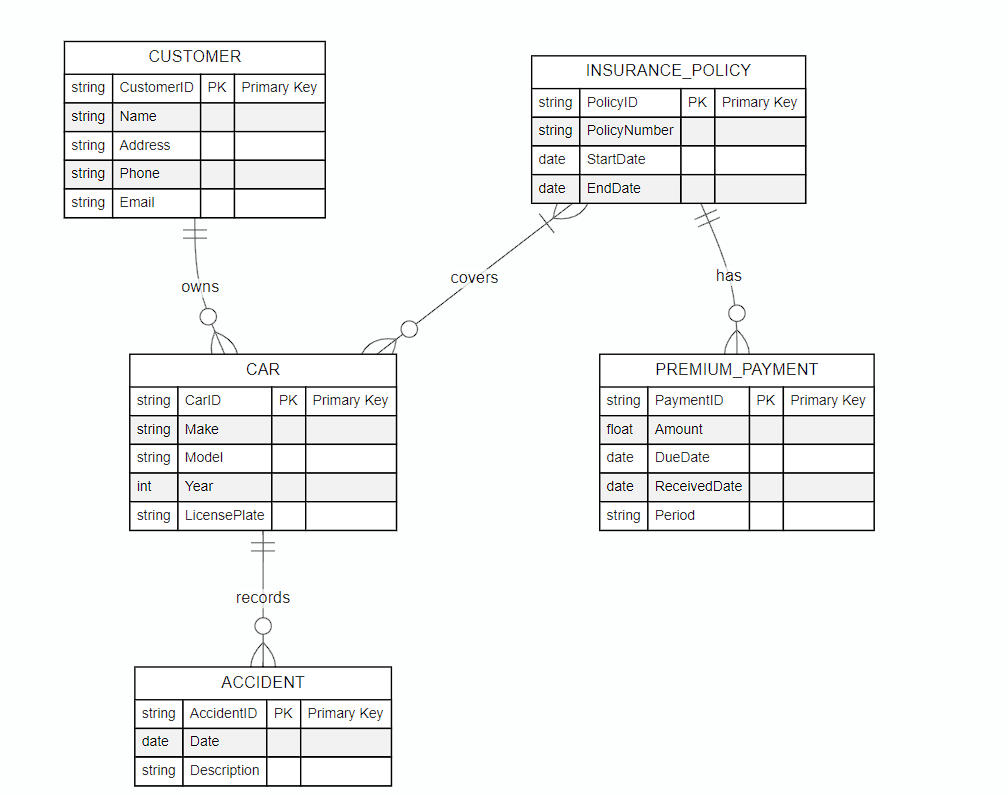 CUSTOMER
string CustomerID PK Primary Key
string Name
string Address
string Phone
string Email
INSURANCE_POLICY
string PolicyID PK Primary Key
string PolicyNumber
date StartDate
date EndDate
owns
covers
has
CAR
string CarID PK Primary Key
string Make
string Model
int Year
string LicensePlate
PREMIUM_PAYMENT
string PaymentID PK Primary Key
float Amount
date DueDate
date ReceivedDate
string Period
records
ACCIDENT
string AccidentID PK Primary Key
date Date
string Description